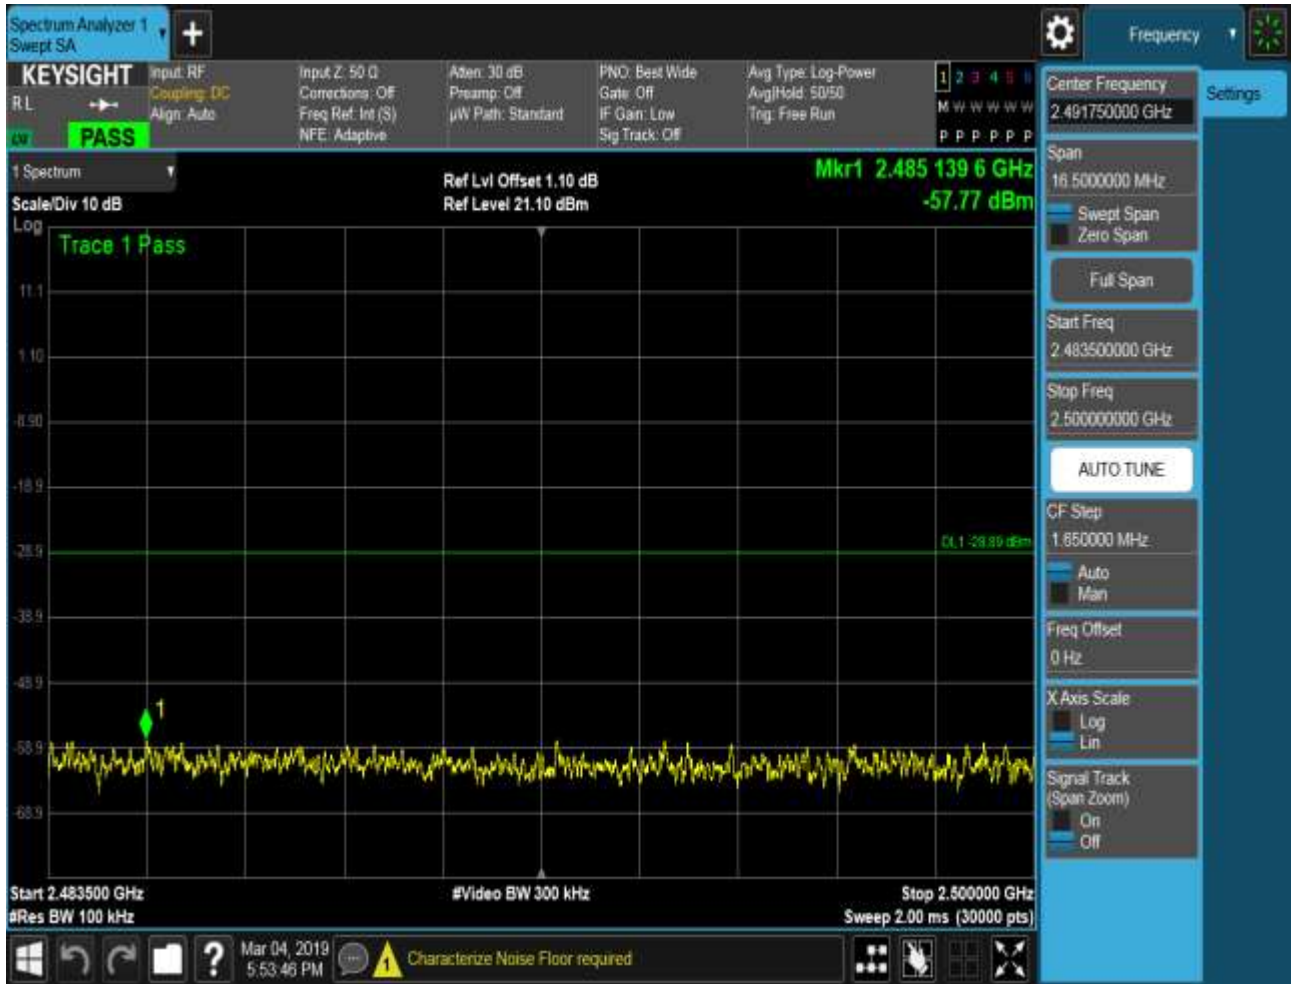 Spectrum Analyzer 1
Swept SA
+
Frequency
KEYSIGHT
R L
PASS
Input: RF
Coupling: DC
Align: Auto
Input Z: 50 Ω
Corrections: Off
Freq Ref: Int (S)
NFE: Adaptive
Atten: 30 dB
Preamp: Off
µW Path: Standard
PNO: Best Wide
Gate: Off
IF Gain: Low
Sig Track: Off
Avg Type: Log-Power
Avg|Hold: 50/50
Trig: Free Run
1 2 3 4 5 6
M W W W W W
P P P P P P
1 Spectrum
Scale/Div 10 dB
Log
Ref Lvl Offset 1.10 dB
Ref Level 21.10 dBm
Mkr1 2.485 139 6 GHz
-57.77 dBm
Trace 1 Pass
11.1
1.10
-8.90
-18.9
-28.9
DL1 -28.89 dBm
-38.9
-48.9
1
-58.9
-68.9
Start 2.483500 GHz
#Video BW 300 kHz
Stop 2.500000 GHz
#Res BW 100 kHz
Sweep 2.00 ms (30000 pts)
?
Mar 04, 2019
5:53:46 PM
1
Characterize Noise Floor required
Center Frequency
2.491750000 GHz
Settings
Span
16.5000000 MHz
Swept Span
Zero Span
Full Span
Start Freq
2.483500000 GHz
Stop Freq
2.500000000 GHz
AUTO TUNE
CF Step
1.650000 MHz
Auto
Man
Freq Offset
0 Hz
X Axis Scale
Log
Lin
Signal Track
(Span Zoom)
On
Off